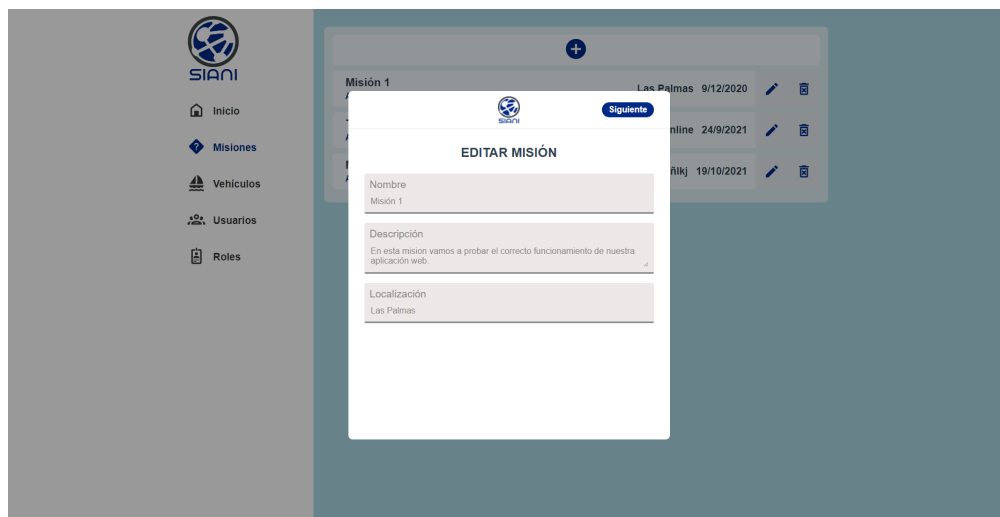 SIANI
Inicio
Misiones
Vehículos
Usuarios
Roles
Misión 1
Las Palmas 9/12/2020
24/9/2021
19/10/2021
SIANI
Siguiente
EDITAR MISIÓN
Nombre
Misión 1
Descripción
En esta mision vamos a probar el correcto funcionamiento de nuestra
aplicación web.
Localización
Las Palmas